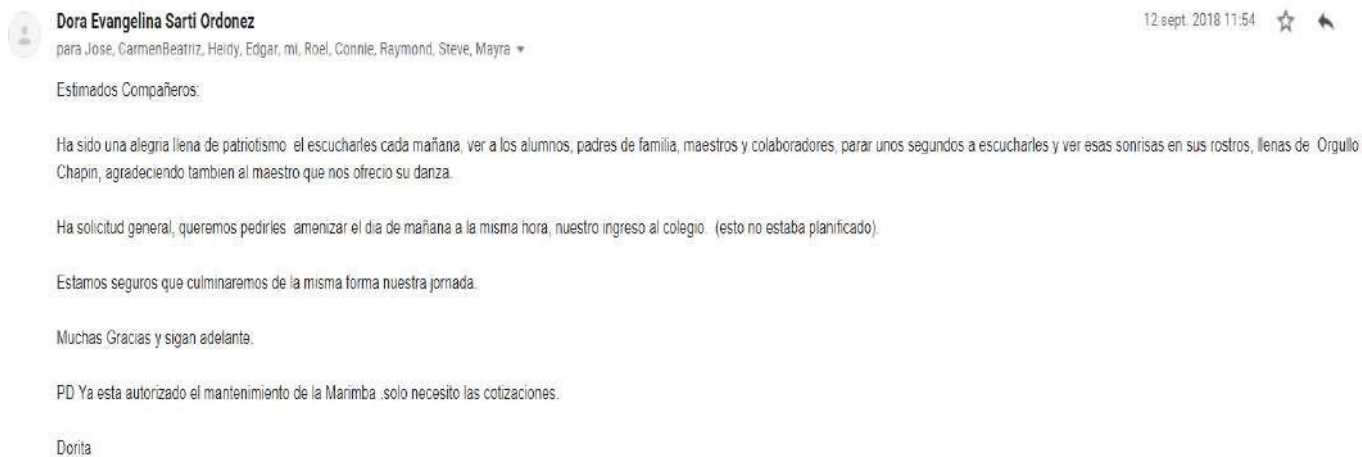 Dora Evangelina Sarti Ordonez
12 sept. 2018 11:54
para Jose, CarmenBeatriz, Heidy, Edgar, mí, Roel, Connie, Raymond, Steve, Mayra
Estimados Compañeros:
Ha sido una alegria llena de patriotismo el escucharles cada mañana, ver a los alumnos, padres de familia, maestros y colaboradores, parar unos segundos a escucharles y ver esas sonrisas en sus rostros, llenas de Orgullo
Chapin, agradeciendo tambien al maestro que nos ofrecio su danza.
Ha solicitud general, queremos pedirles amenizar el dia de mañana a la misma hora, nuestro ingreso al colegio. (esto no estaba planificado).
Estamos seguros que culminaremos de la misma forma nuestra jornada.
Muchas Gracias y sigan adelante.
PD Ya esta autorizado el mantenimiento de la Marimba .solo necesito las cotizaciones.
Dorita